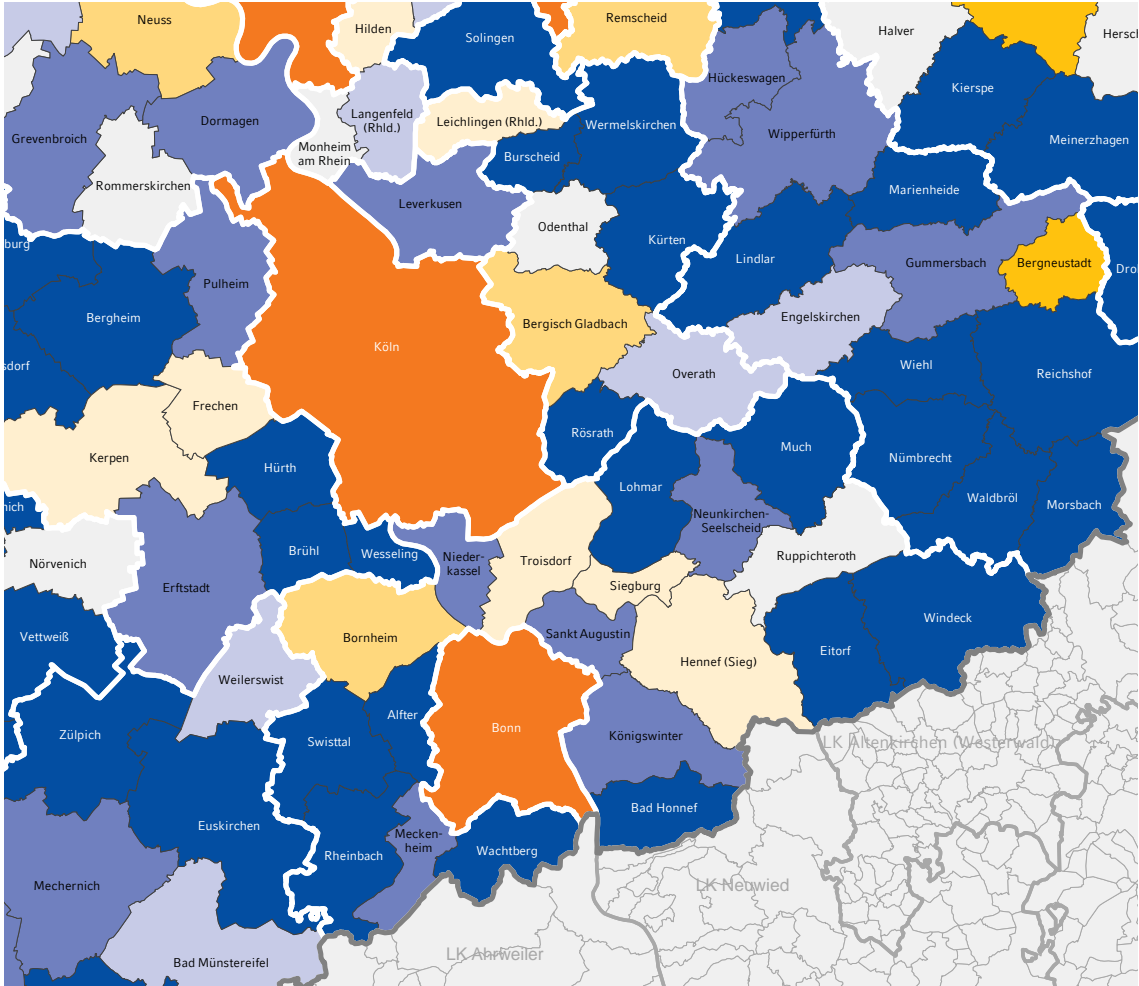 Neuss
Hilden
Solingen
Remscheid
Halver
Hersch
Hückeswagen
Kierspe
Dormagen
Langenfeld
(Rhld.)
Leichlingen (Rhld.)
Wermelskirchen
Wipperfürth
Meinerzhagen
Grevenbroich
Monheim
am Rhein
Burscheid
Rommerskirchen
Leverkusen
Marienheide
Odenthal
Kürten
burg
Lindlar
Gummersbach
Bergneustadt
Drol
Pulheim
Bergheim
Bergisch Gladbach
Engelskirchen
Köln
sdorf
Overath
Wiehl
Reichshof
Frechen
Rösrath
Much
Kerpen
Hürth
Nümbrecht
Lohmar
Waldbröl
Morsbach
nich
Neunkirchen-
Seelscheid
Brühl
Wesseling
Nieder-
kassel
Troisdorf
Ruppichteroth
Nörvenich
Erftstadt
Siegburg
Windeck
Vettweiß
Bornheim
Sankt Augustin
Eitorf
Hennef (Sieg)
Weilerswist
Alfter
Bonn
Zülpich
Swisttal
Königswinter
LK Altenkirchen (Westerwald)
Bad Honnef
Euskirchen
Mecken-
heim
Rheinbach
Wachtberg
Mechernich
LK Neuwied
LK Ahrweiler
Bad Münstereifel